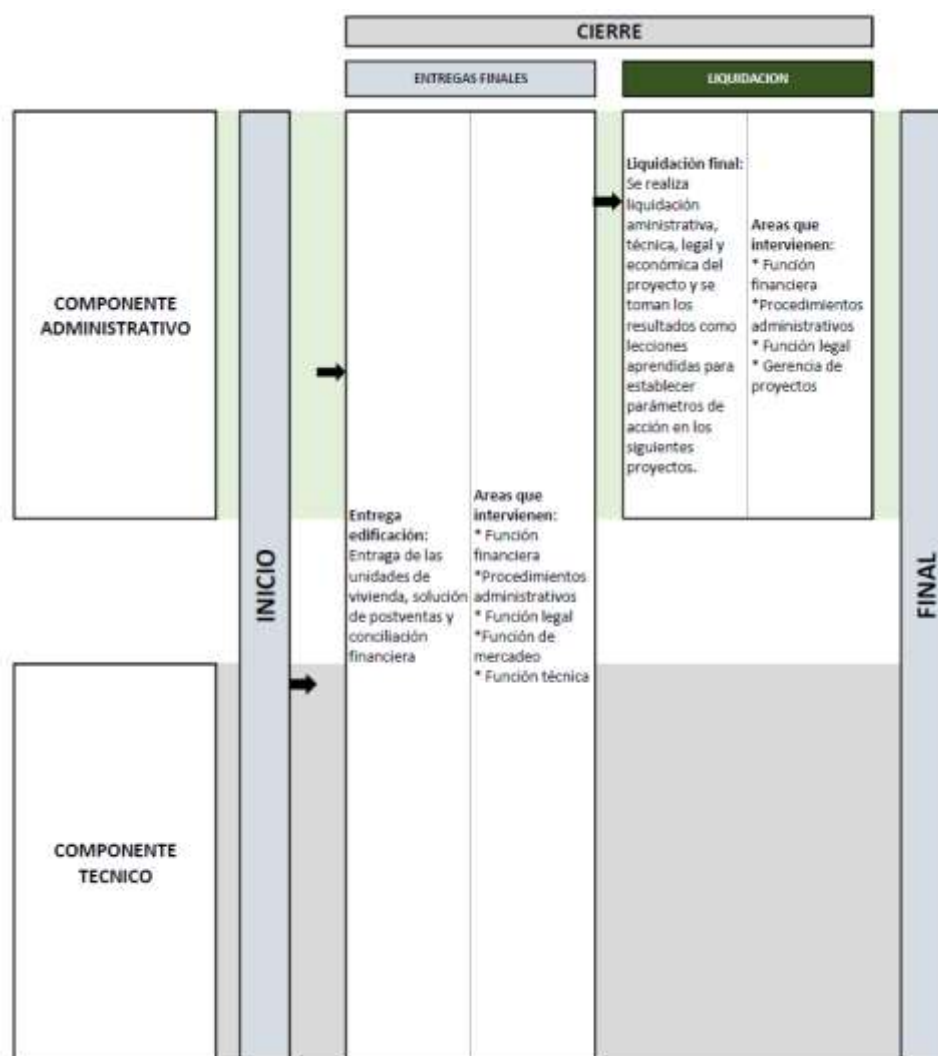 CIERRE
ENTREGAS FINALES
LIQUIDACION
COMPONENTE
ADMINISTRATIVO
COMPONENTE
TECNICO
INICIO
Entrega
edificación:
Entraga de las
unidades de
vivienda, solución
de postventas y
conciliación
financiera
Areas que
intervienen:
* Función
financiera
*Procedimientos
administrativos
* Función legal
*Función de
mercadeo
* Función técnica
Liquidación final:
Se realiza
liquidación
aministrativa,
técnica, legal y
económica del
proyecto y se
toman los
resultados como
lecciones
aprendidas para
establecer
parámetros de
acción en los
siguientes
proyectos.
Areas que
intervienen:
* Función
financiera
*Procedimientos
administrativos
* Función legal
* Gerencia de
proyectos
FINAL